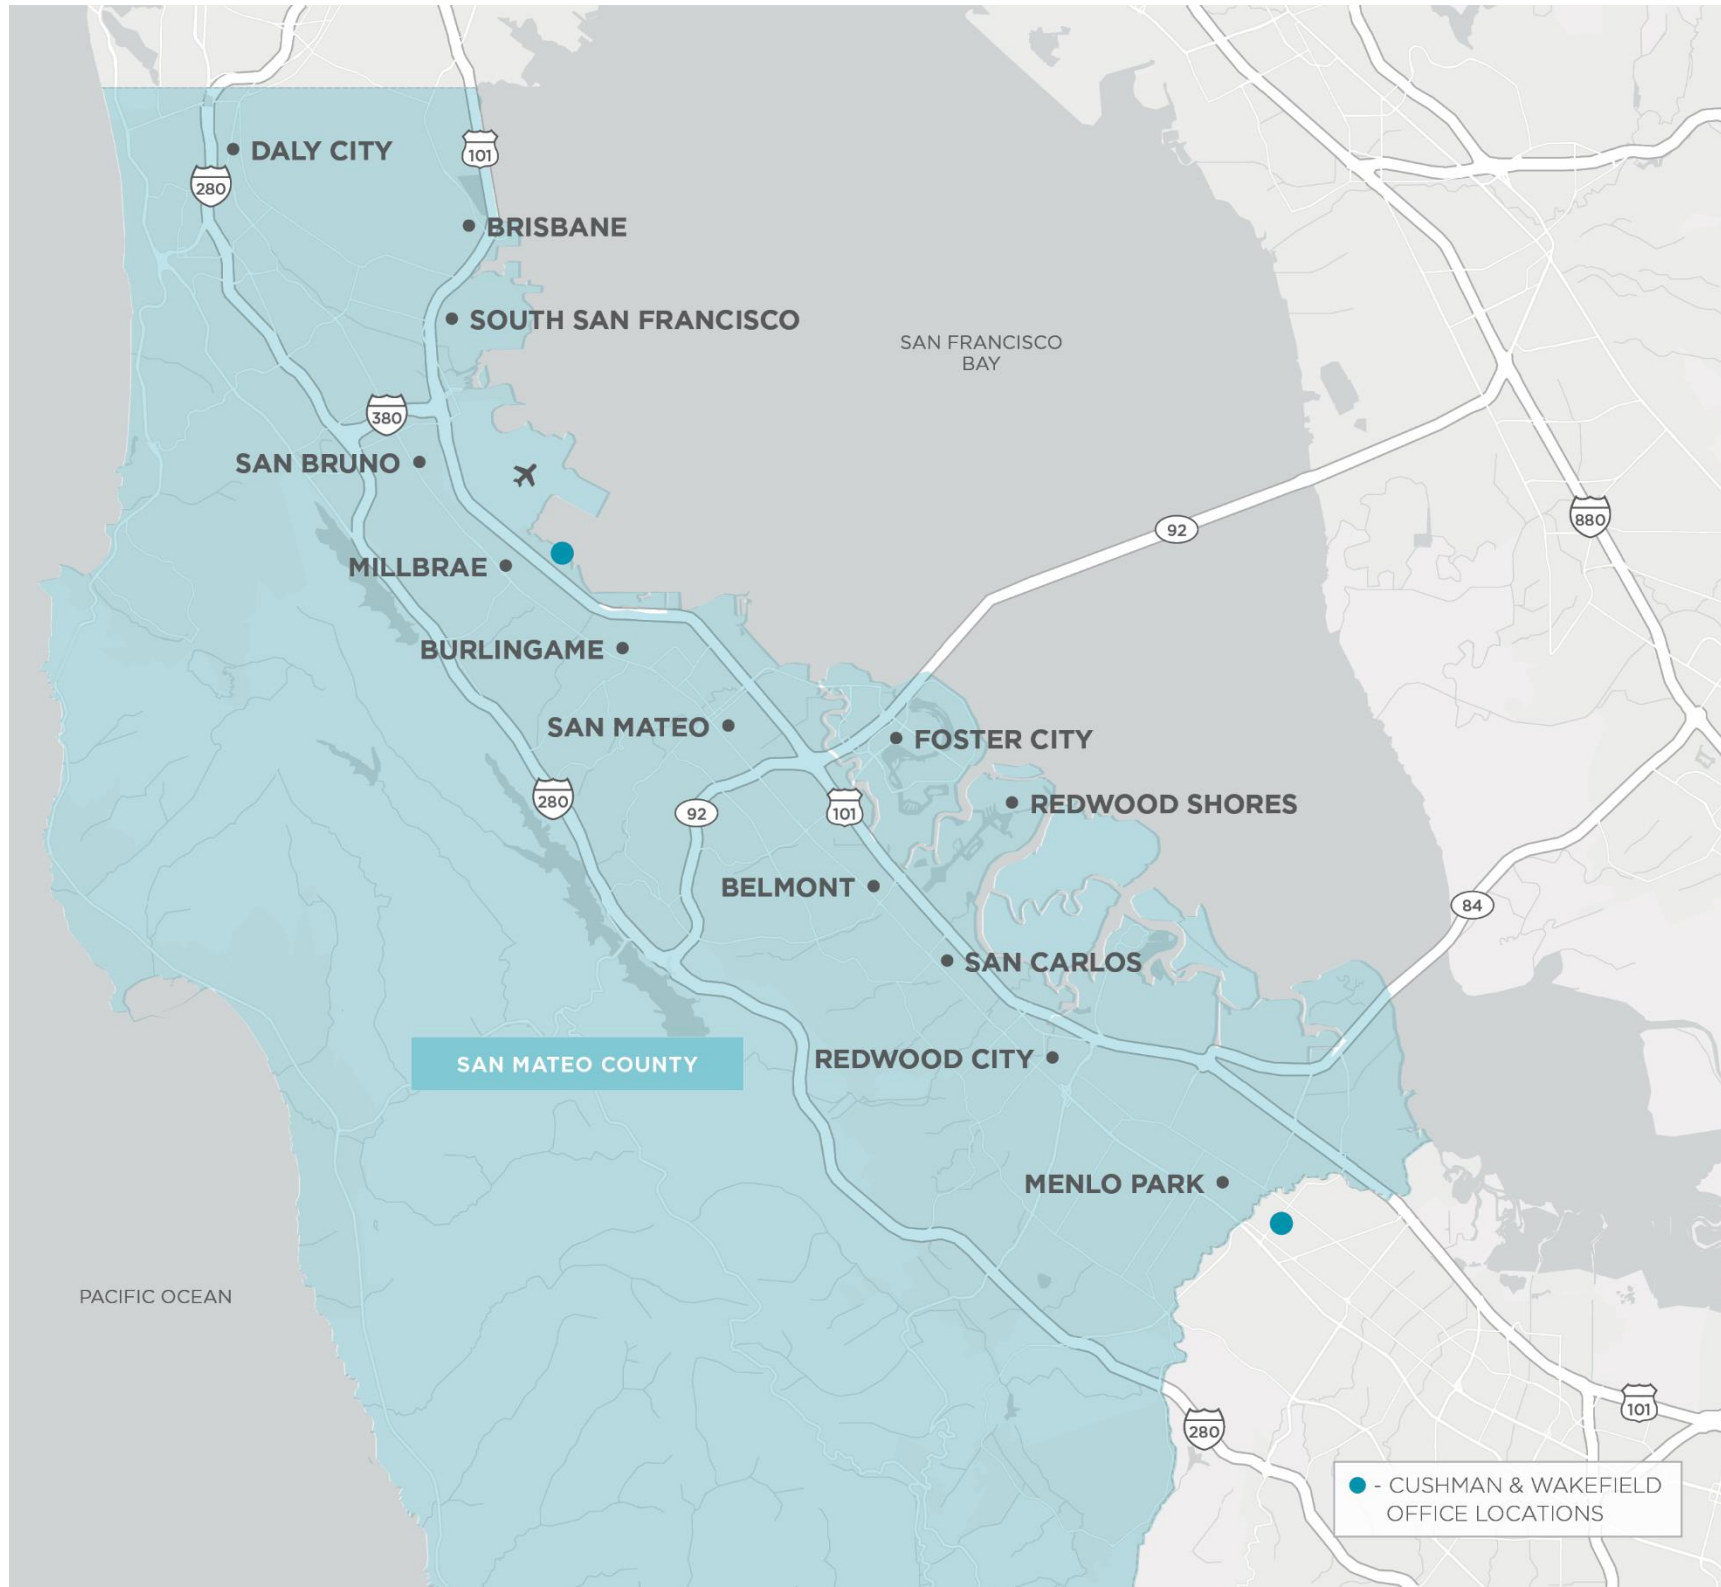 DALY CITY
101
280
BRISBANE
SOUTH SAN FRANCISCO
SAN FRANCISCO
BAY
380
SAN BRUNO
92
880
MILLBRAE
BURLINGAME
SAN MATEO
FOSTER CITY
280
92
101
REDWOOD SHORES
BELMONT
84
SAN CARLOS
SAN MATEO COUNTY
REDWOOD CITY
MENLO PARK
PACIFIC OCEAN
101
280
- CUSHMAN & WAKEFIELD
OFFICE LOCATIONS